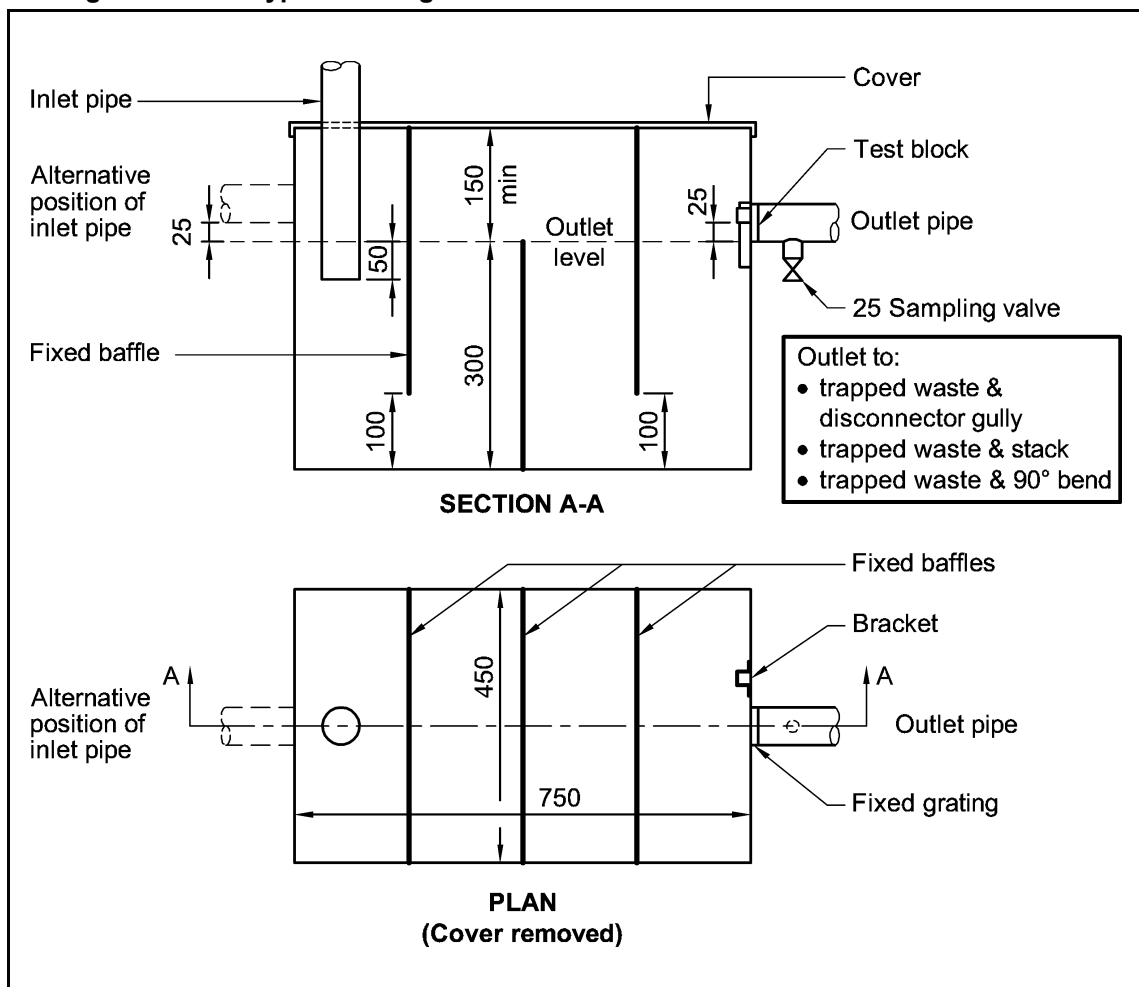 Inlet pipe
Alternative
position of
inlet pipe
25
50
Fixed baffle
100
150
min
300
Outlet
level
100
25
Cover
Test block
Outlet pipe
25 Sampling valve
Outlet to:
• trapped waste &
disconnector gully
• trapped waste & stack
• trapped waste & 90° bend
SECTION A-A
Fixed baffles
Bracket
A
A
Alternative
position of
inlet pipe
450
750
Outlet pipe
Fixed grating
PLAN
(Cover removed)